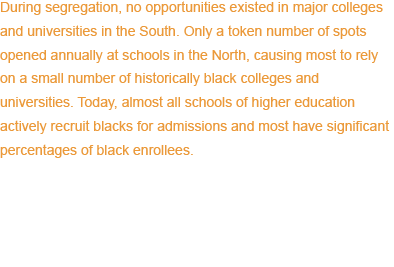 During segregation, no opportunities existed in major colleges
and universities in the South. Only a token number of spots
opened annually at schools in the North, causing most to rely
on a small number of historically black colleges and
universities. Today, almost all schools of higher education
actively recruit blacks for admissions and most have significant
percentages of black enrollees.